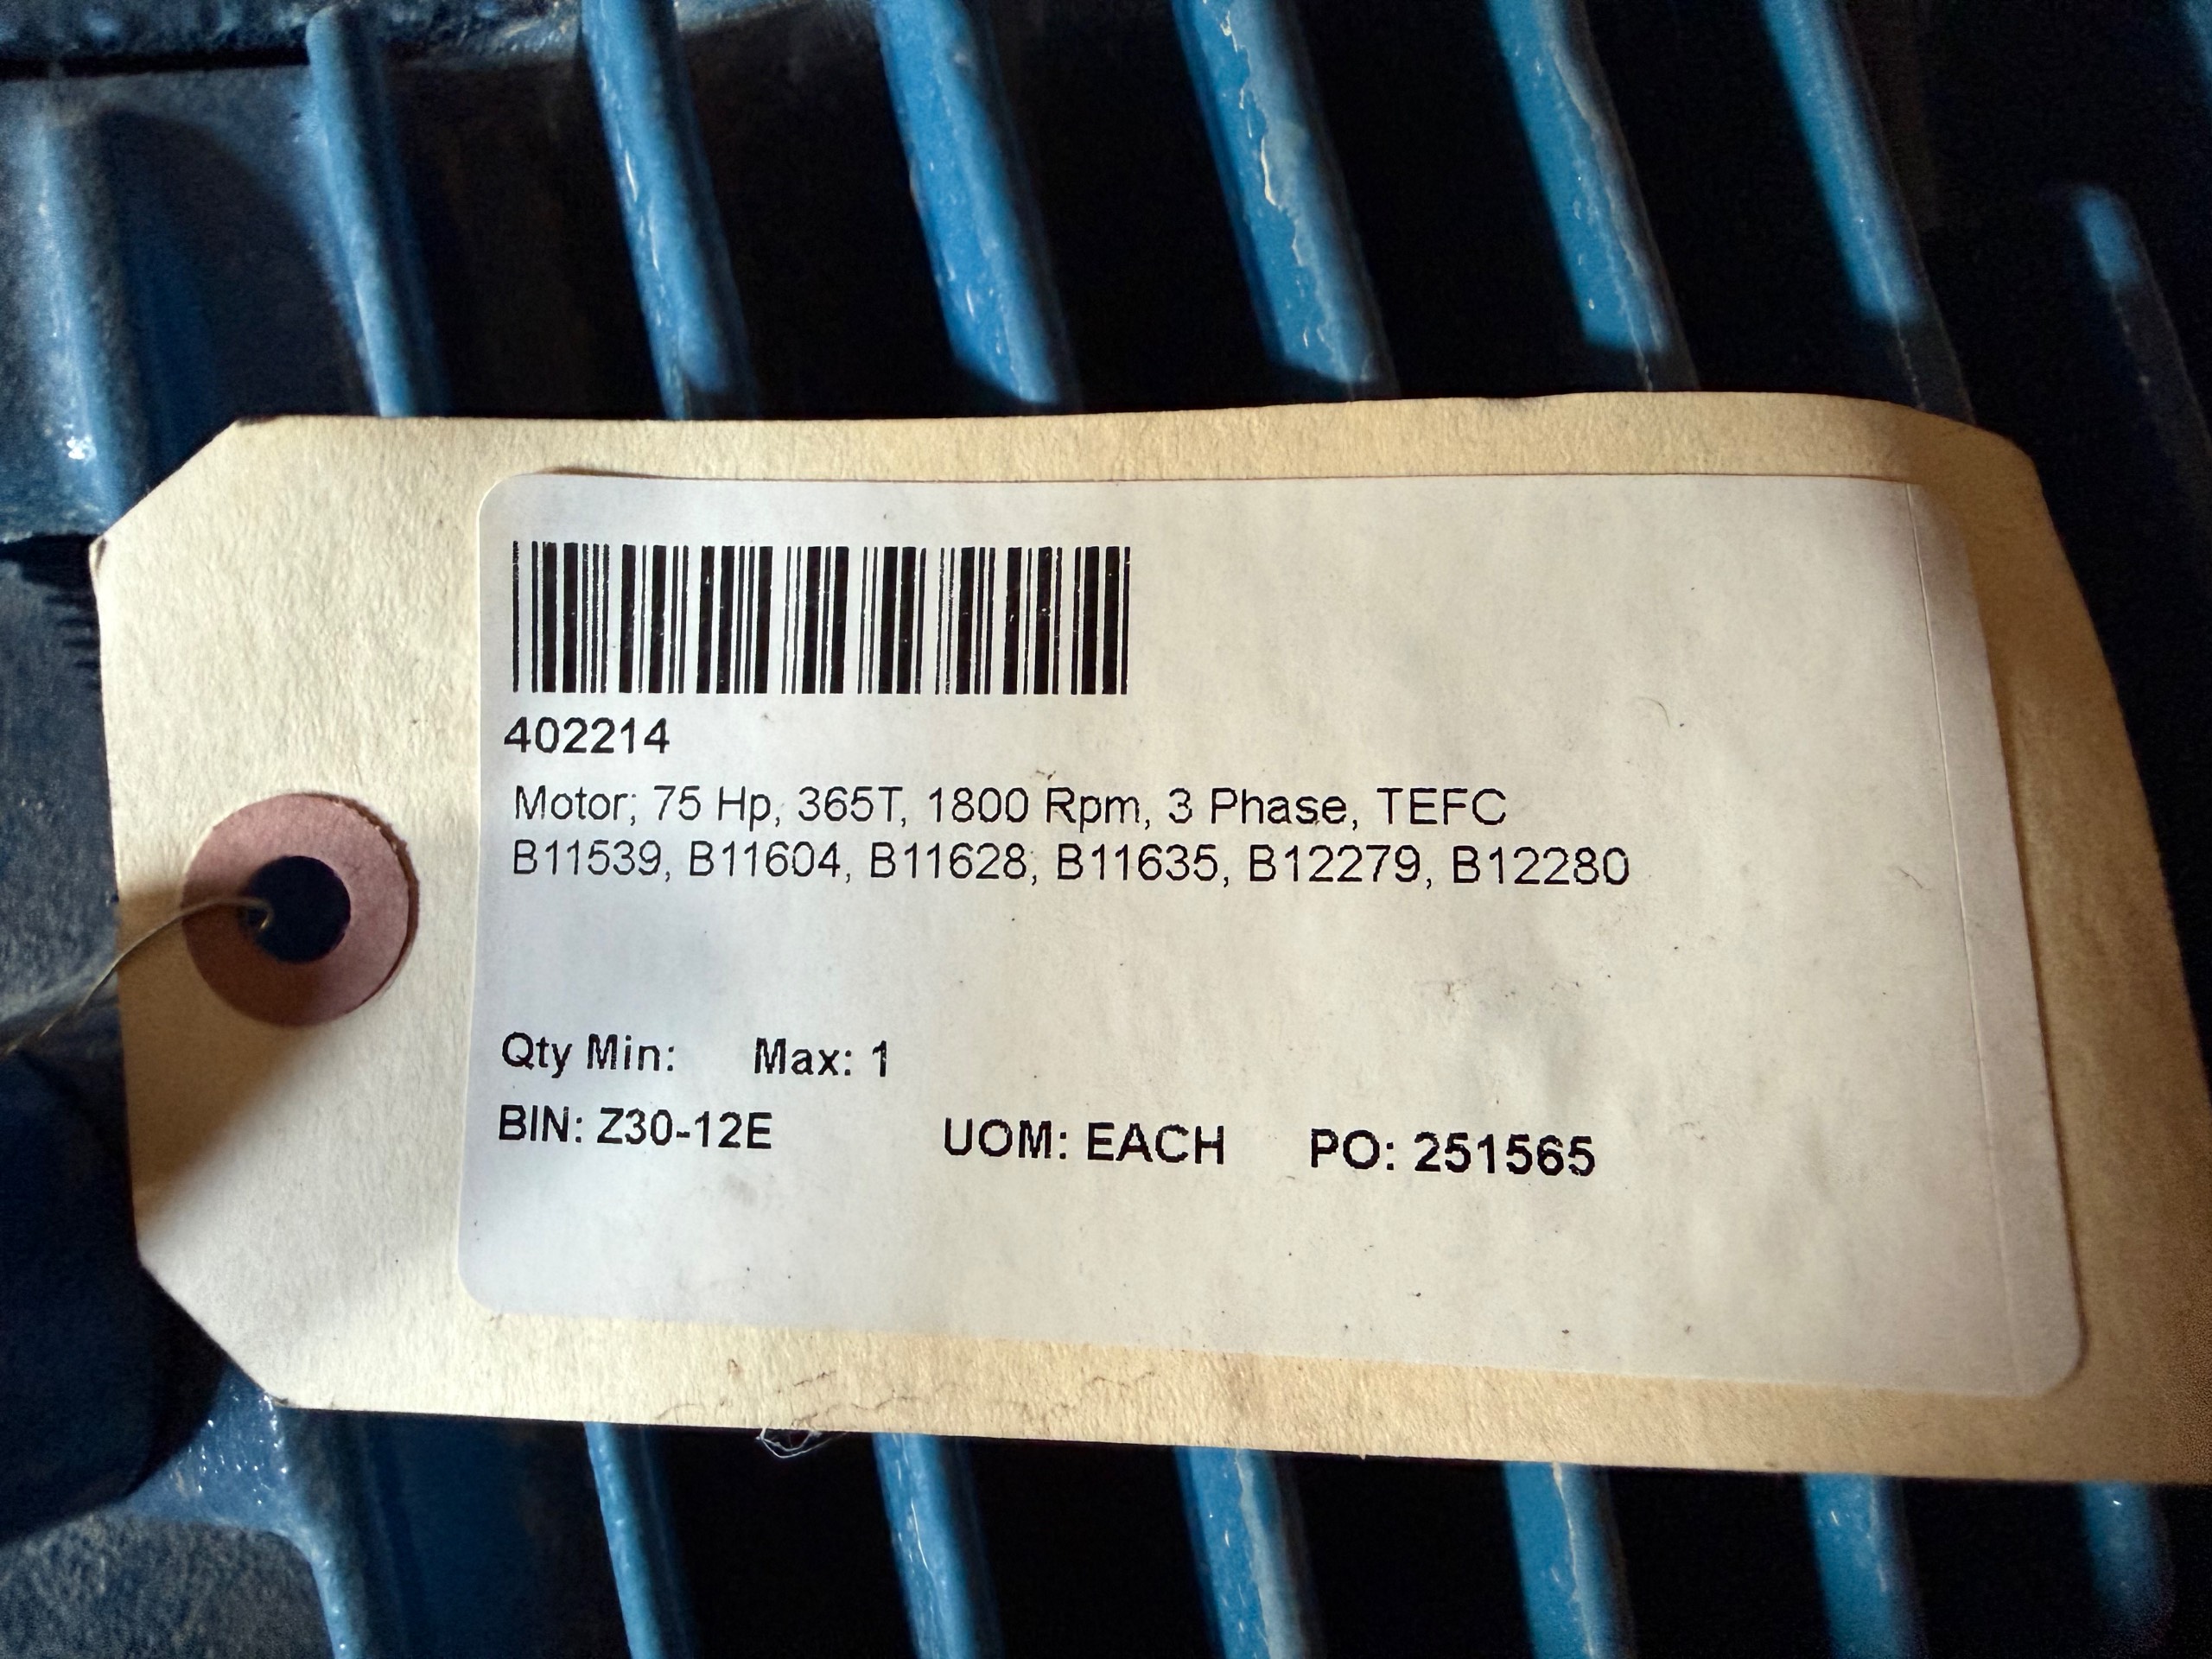 402214
Motor; 75 Hp, 365T, 1800 Rpm, 3 Phase, TEFC
B11539, B11604, B11628, B11635, B12279, B12280
Qty Min: Max: 1
BIN: Z30-12E UOM: EACH PO: 251565